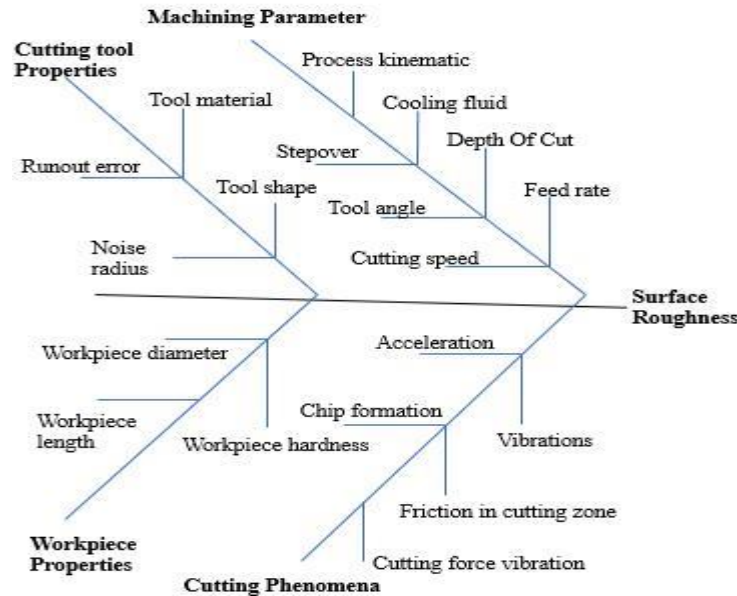 Machining Parameter
Cutting tool
Properties
Process kinematic
Tool material
Cooling fluid
Stepover
Depth Of Cut
Runout error
Tool shape
Feed rate
Tool angle
Noise
radius
Cutting speed
Surface
Roughness
Workpiece diameter
Acceleration
Workpiece
length
Chip formation
Workpiece hardness
Vibrations
Friction in cutting zone
Workpiece
Properties
Cutting force vibration
Cutting Phenomena